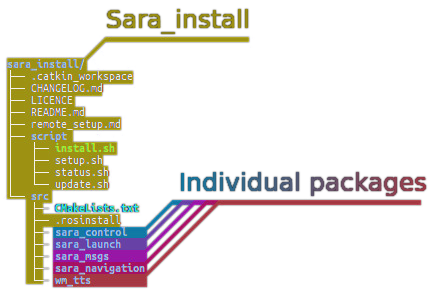 Sara_install
sara_install/
.catkin_workspace
CHANGELOG.md
LICENCE
README.md
remote_setup.md
script
install.sh
setup.sh
status.sh
update.sh
src
Individual packages
CMakeLists.txt
.rosinstall
sara_control
sara_launch
sara_msgs
sara_navigation
wm_tts